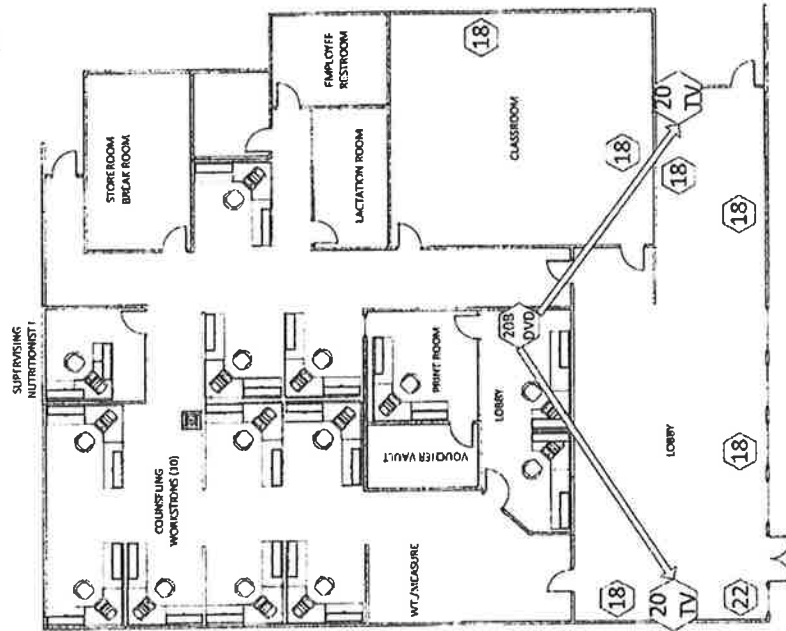 SUPERVISING
NUTRITIONIST I
STOREROOM
BREAK ROOM
EMPLOYEE
RESTROOM
LACTATION ROOM
CLASSROOM
18
18
18
20
TV
18
COUNSELING
WORKSTIONS (10)
PRINT ROOM
VOUCHER VAULT
LOBBY
20B
DVD
WT./MEASURE
LOBBY
18
18
20
TV
22